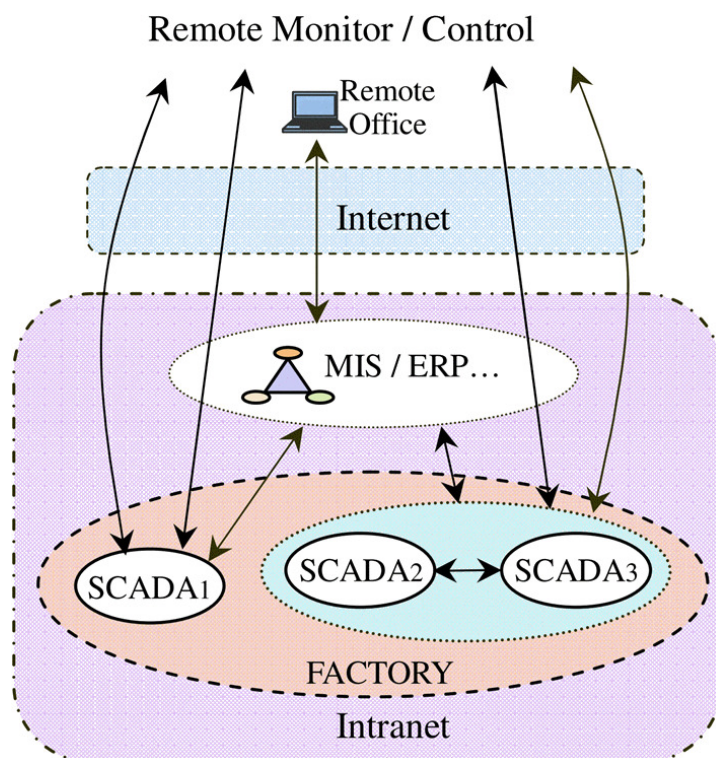 Remote Monitor / Control
Remote
Office
Internet
MIS / ERP...
SCADA1
SCADA2
SCADA3
FACTORY
Intranet